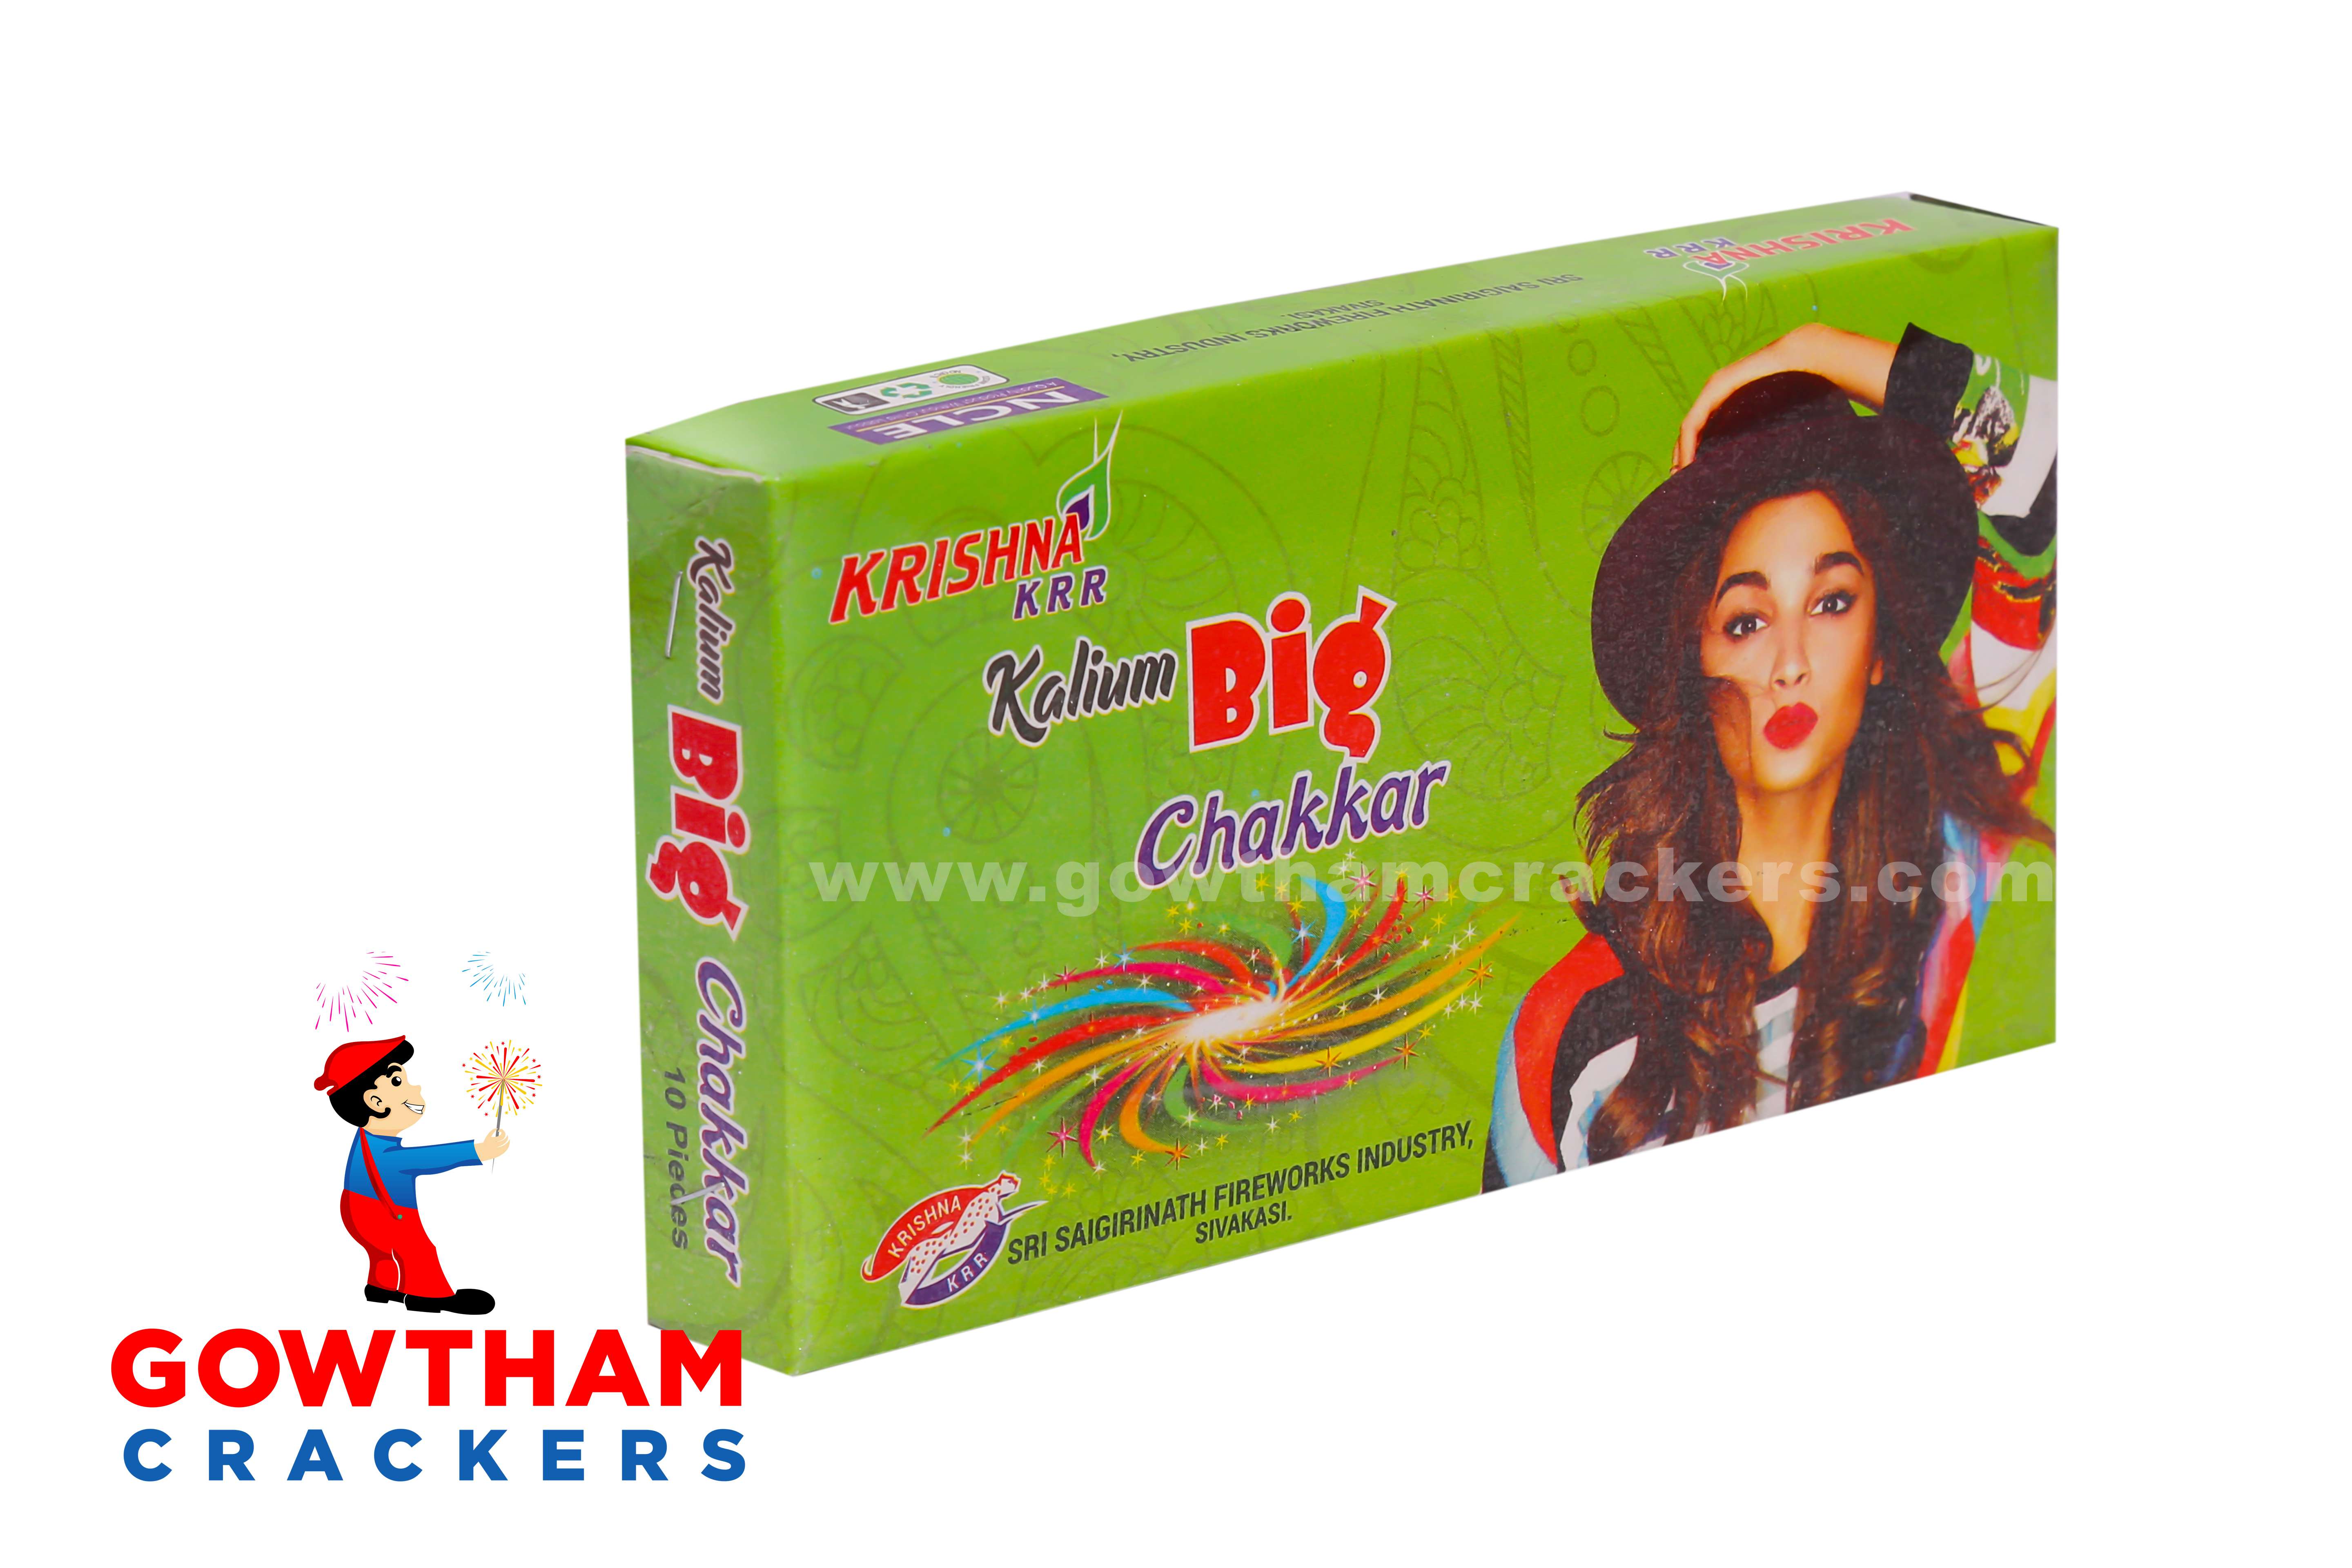 KRISHNA
KRR
SRI SAIGIRINATH FIREWORKS INDUSTRY,
SIVAKASI.
NCLE
KRISHNA
KRR
Kalium Big
Chakkar
www.gowthamcrackers.com
KRISHNA
KRR
SRI SAIGIRINATH FIREWORKS INDUSTRY,
SIVAKASI.
Kalium Big Chakkar
10 Pieces
GOWTHAM
CRACKERS